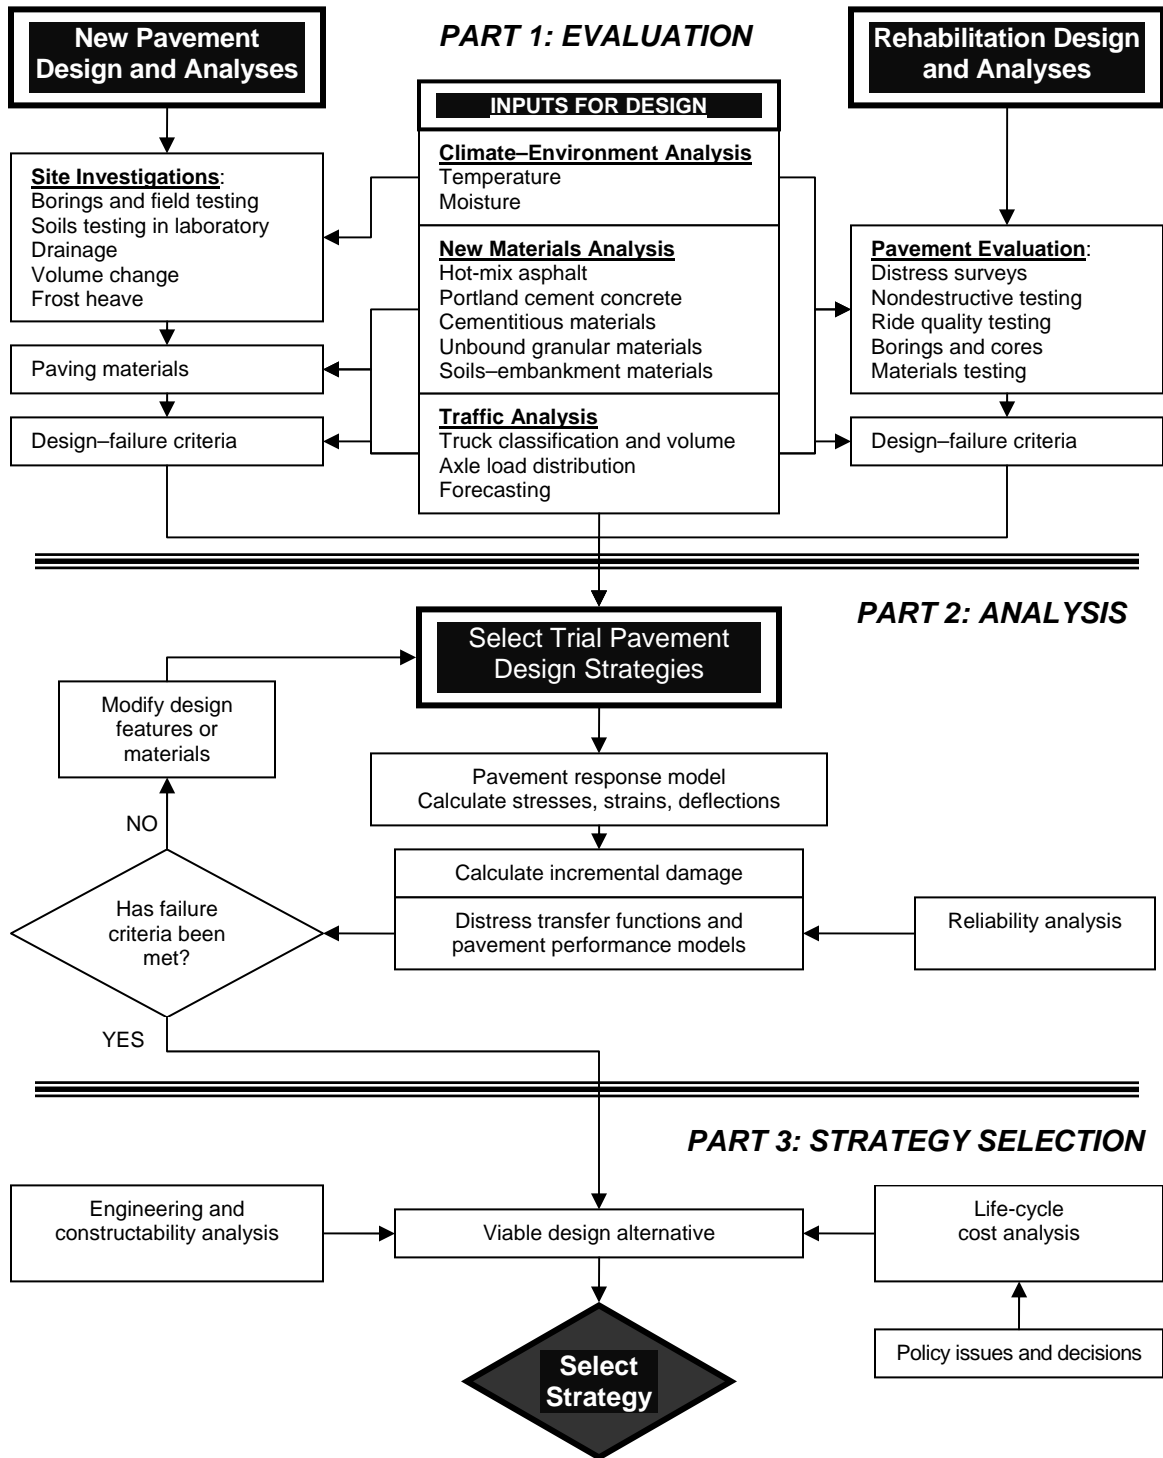 New Pavement
Design and Analyses
PART 1: EVALUATION
Rehabilitation Design
and Analyses
INPUTS FOR DESIGN
Climate–Environment Analysis
Temperature
Moisture
New Materials Analysis
Hot-mix asphalt
Portland cement concrete
Cementitious materials
Unbound granular materials
Soils–embankment materials
Traffic Analysis
Truck classification and volume
Axle load distribution
Forecasting
Site Investigations:
Borings and field testing
Soils testing in laboratory
Drainage
Volume change
Frost heave
Paving materials
Design–failure criteria
Pavement Evaluation:
Distress surveys
Nondestructive testing
Ride quality testing
Borings and cores
Materials testing
Design–failure criteria
PART 2: ANALYSIS
Select Trial Pavement
Design Strategies
Modify design
features or
materials
Pavement response model
Calculate stresses, strains, deflections
NO
Calculate incremental damage
Has failure
criteria been
met?
Distress transfer functions and
pavement performance models
Reliability analysis
YES
PART 3: STRATEGY SELECTION
Engineering and
constructability analysis
Viable design alternative
Life-cycle
cost analysis
Policy issues and decisions
Select
Strategy